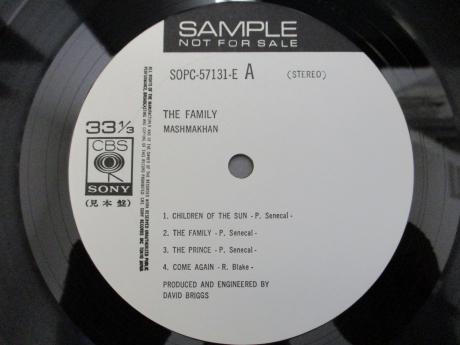 SAMPLE
NOT FOR SALE
SOPC-57131-E A
(STEREO)
THE FAMILY
MASHMAKHAN
33 1/3
CBS
SONY
(見本盤)
1. CHILDREN OF THE SUN - P. Senecal -
2. THE FAMILY - P. Senecal -
3. THE PRINCE - P. Senecal -
4. COME AGAIN - R. Blake -
PRODUCED AND ENGINEERED BY
DAVID BRIGGS